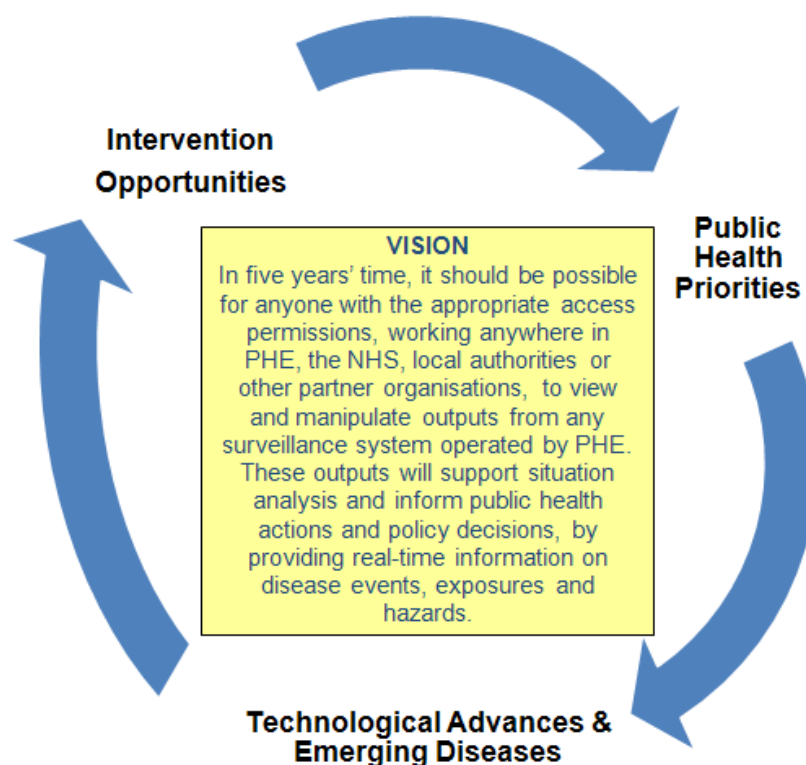 Intervention
Opportunities
Public
Health
Priorities
VISION
In five years’ time, it should be possible
for anyone with the appropriate access
permissions, working anywhere in
PHE, the NHS, local authorities or
other partner organisations, to view
and manipulate outputs from any
surveillance system operated by PHE.
These outputs will support situation
analysis and inform public health
actions and policy decisions, by
providing real-time information on
disease events, exposures and
hazards.
Technological Advances &
Emerging Diseases